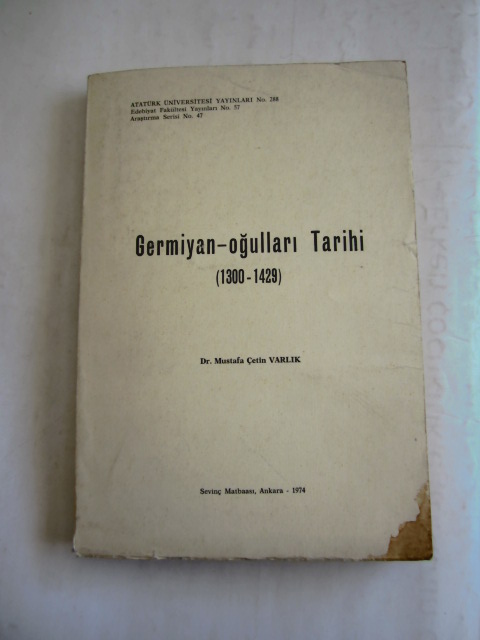 ATATÜRK ÜNİVERSİTESİ YAYINLARI No. 288
Edebiyat Fakültesi Yayınları No. 57
Araştırma Serisi No. 47
Germiyan-oğulları Tarihi
(1300-1429)
Dr. Mustafa Çetin VARLIK
Sevinç Matbaası, Ankara - 1974